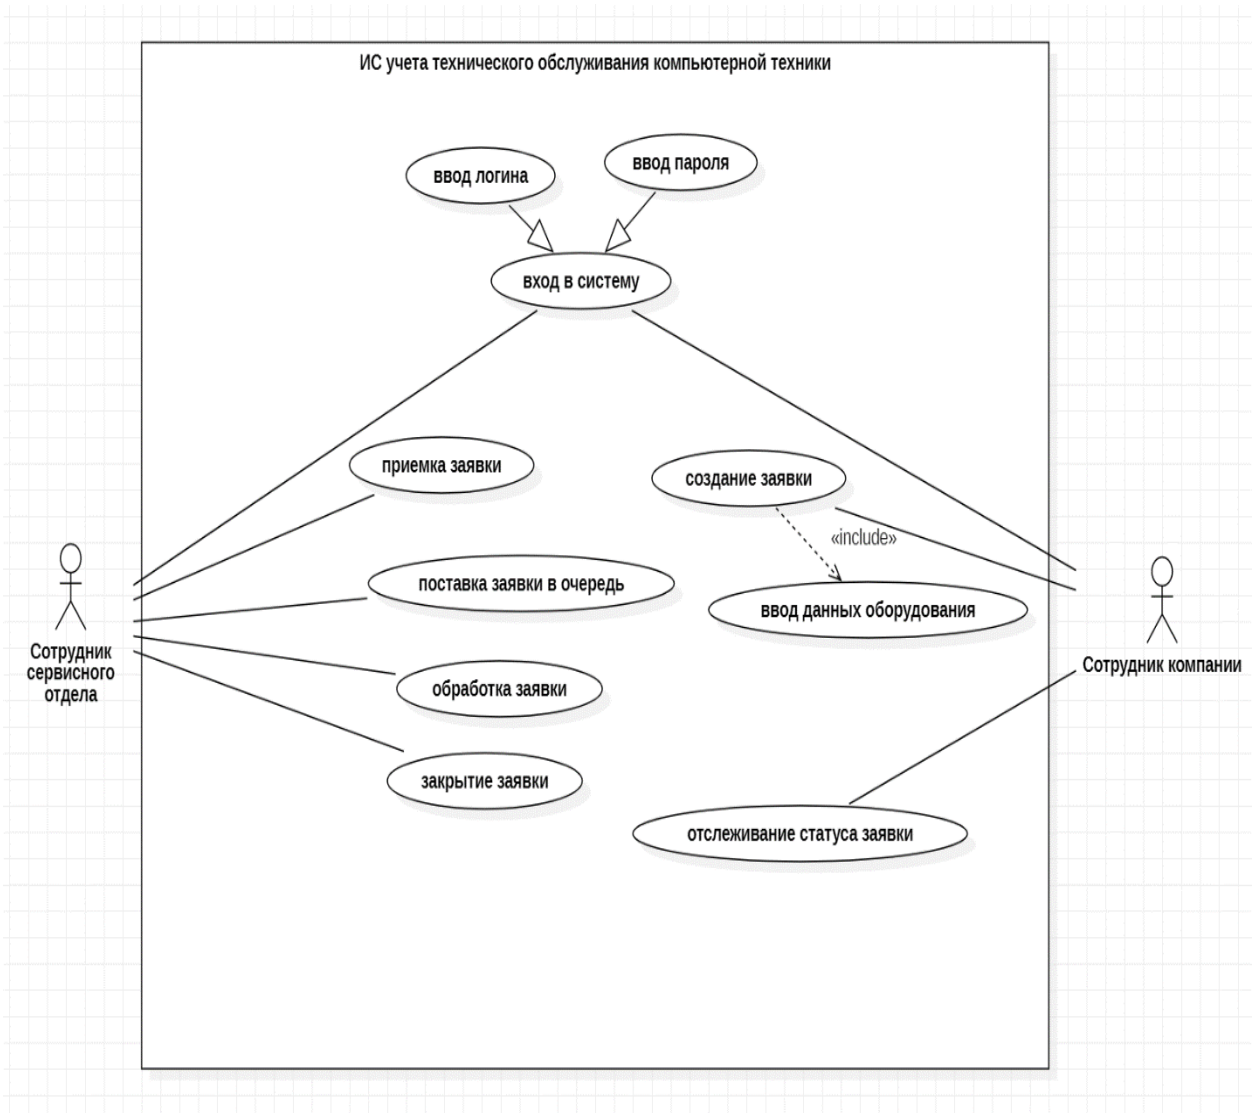 ИС учета технического обслуживания компьютерной техники
ввод логина
ввод пароля
вход в систему
приемка заявки
создание заявки
«include»
поставка заявки в очередь
ввод данных оборудования
Сотрудник
сервисного
отдела
Сотрудник компании
обработка заявки
закрытие заявки
отслеживание статуса заявки